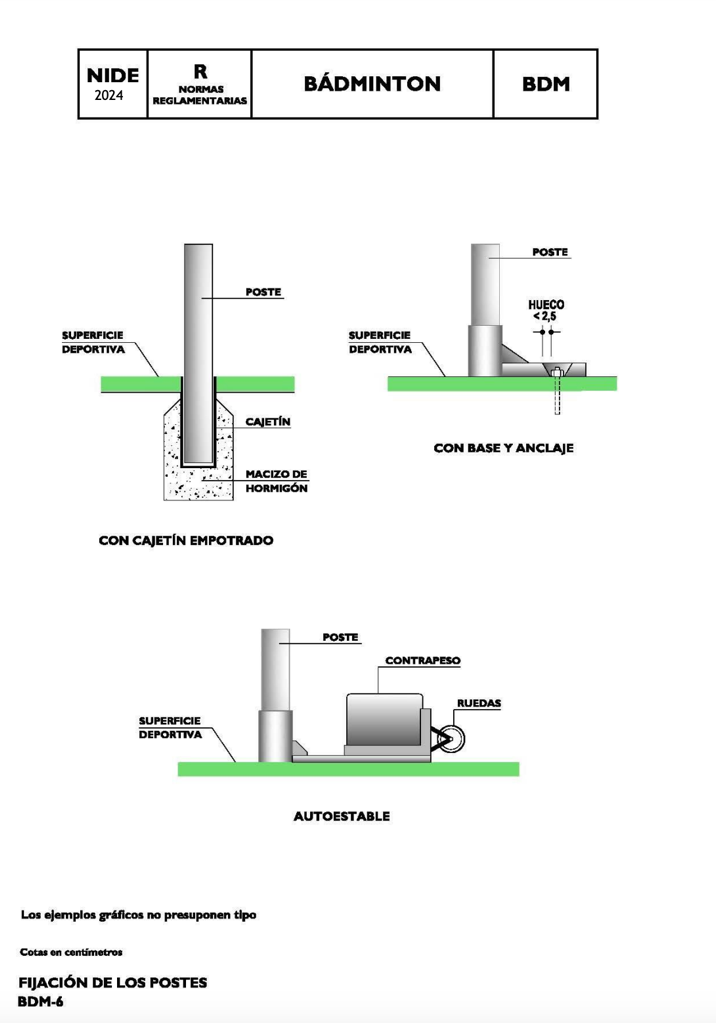 NIDE
2024
R
NORMAS
REGLAMENTARIAS
BÁDMINTON
BDM
POSTE
SUPERFICIE
DEPORTIVA
CAJETÍN
MACIZO DE
HORMIGÓN
CON CAJETÍN EMPOTRADO
POSTE
HUECO
< 2,5
SUPERFICIE
DEPORTIVA
CON BASE Y ANCLAJE
POSTE
CONTRAPESO
RUEDAS
SUPERFICIE
DEPORTIVA
AUTOESTABLE
Los ejemplos gráficos no presuponen tipo
Cotas en centímetros
FIJACIÓN DE LOS POSTES
BDM-6